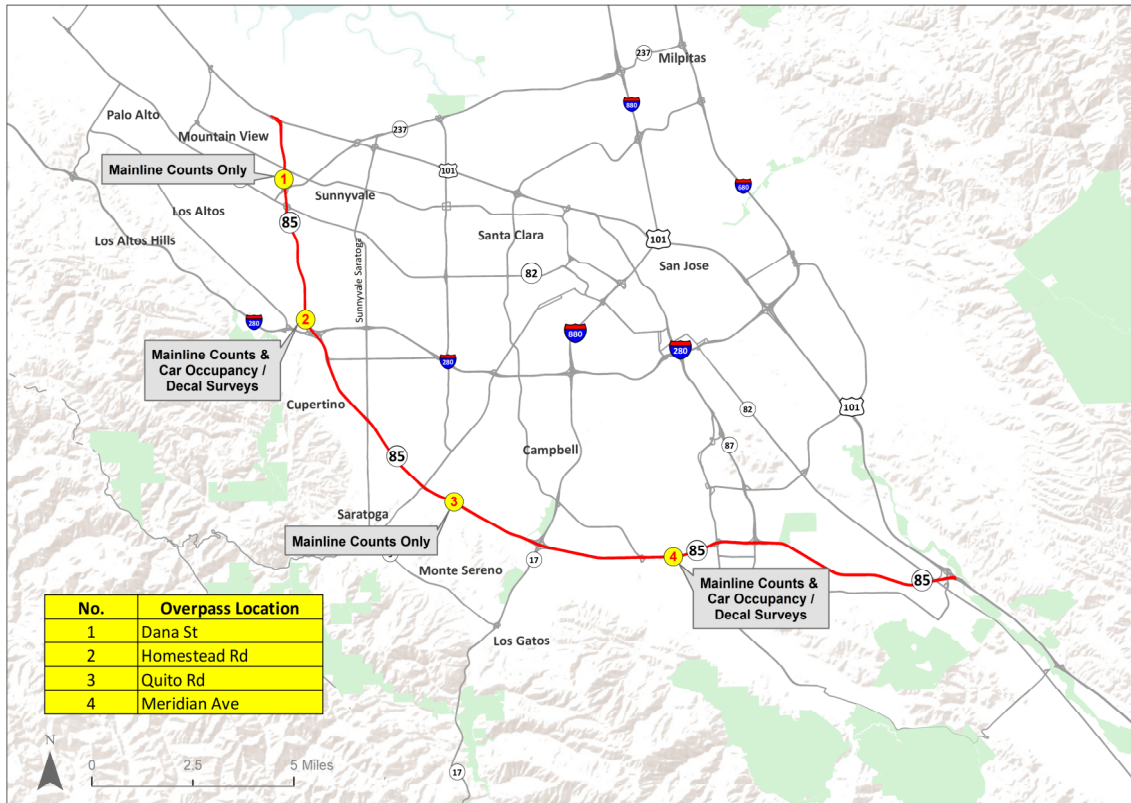 237
Milpitas
880
Palo Alto
Mountain View
237
Mainline Counts Only
101
680
1
Sunnyvale
Los Altos
85
Santa Clara
101
Los Altos Hills
Sunnyvale Saratoga
San Jose
82
280
2
880
280
Mainline Counts &
Car Occupancy /
Decal Surveys
280
Cupertino
82
101
87
Campbell
85
3
Saratoga
Mainline Counts Only
4
85
17
Monte Sereno
85
Mainline Counts &
Car Occupancy /
Decal Surveys
No. Overpass Location
1 Dana St
2 Homestead Rd
3 Quito Rd
4 Meridian Ave
Los Gatos
N
0 2.5 5 Miles
17